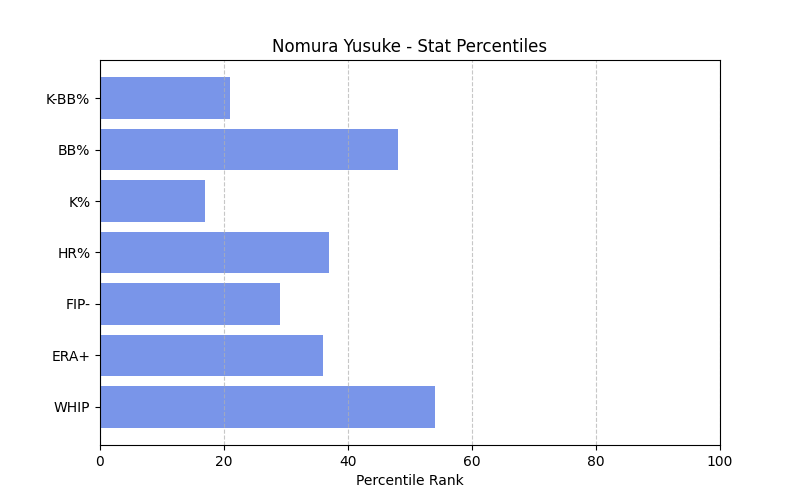 Nomura Yusuke - Stat Percentiles
K-BB%
BB%
K%
HR%
FIP-
ERA+
WHIP
0 20 40 60 80 100
Percentile Rank